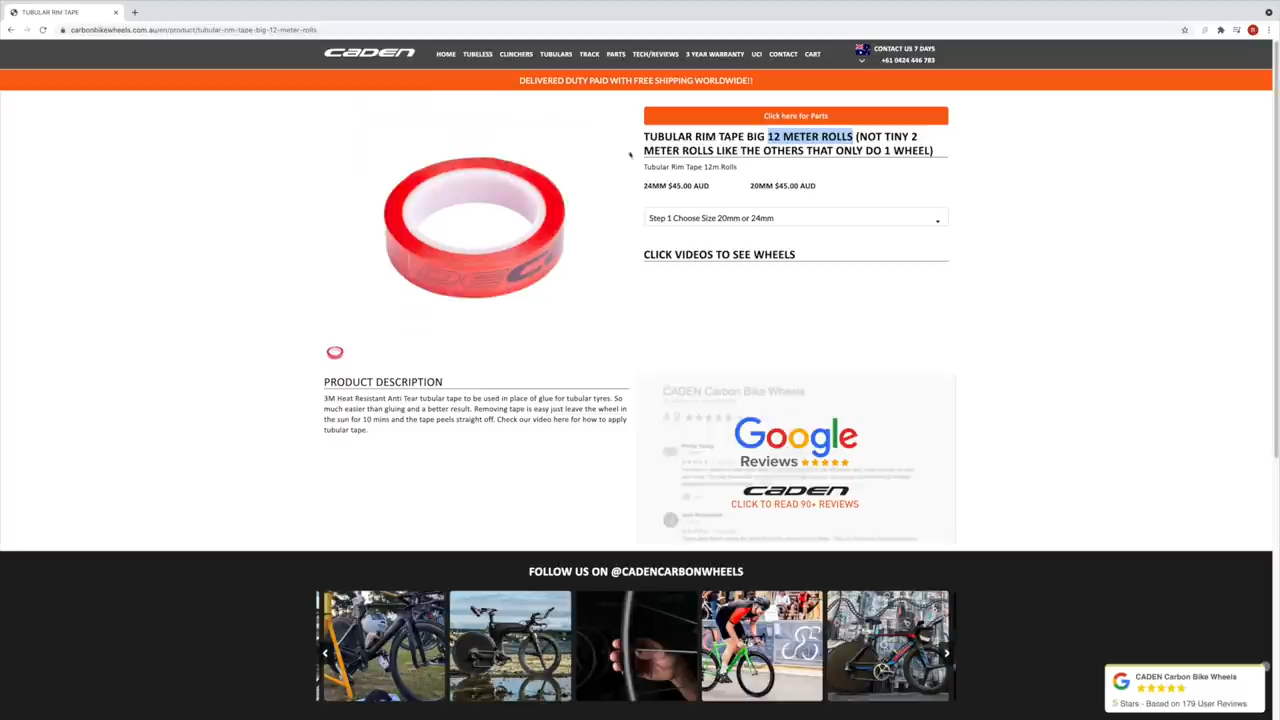 TUBULAR RIM TAPE
carbonbikewheels.com.au/en/product/tubular-rim-tape-big-12-meter-rolls
CADEN
HOME TUBELESS CLINCHERS TUBULARS TRACK PARTS TECH/REVIEWS 3 YEAR WARRANTY UCI CONTACT CART
CONTACT US 7 DAYS
+61 0424 446 783
DELIVERED DUTY PAID WITH FREE SHIPPING WORLDWIDE!!
Click here for Parts
TUBULAR RIM TAPE BIG 12 METER ROLLS (NOT TINY 2
METER ROLLS LIKE THE OTHERS THAT ONLY DO 1 WHEEL)
Tubular Rim Tape 12m Rolls
24MM $45.00 AUD 20MM $45.00 AUD
Step 1 Choose Size 20mm or 24mm
CLICK VIDEOS TO SEE WHEELS
PRODUCT DESCRIPTION
3M Heat Resistant Anti Tear tubular tape to be used in place of glue for tubular tyres. So
much easier than gluing and a better result. Removing tape is easy just leave the wheel in
the sun for 10 mins and the tape peels straight off. Check our video here for how to apply
tubular tape.
CADEN Carbon Bike Wheels
Google
Reviews
CADEN
CLICK TO READ 90+ REVIEWS
FOLLOW US ON @CADENCARBONWHEELS
CADEN Carbon Bike Wheels
5 Stars - Based on 179 User Reviews